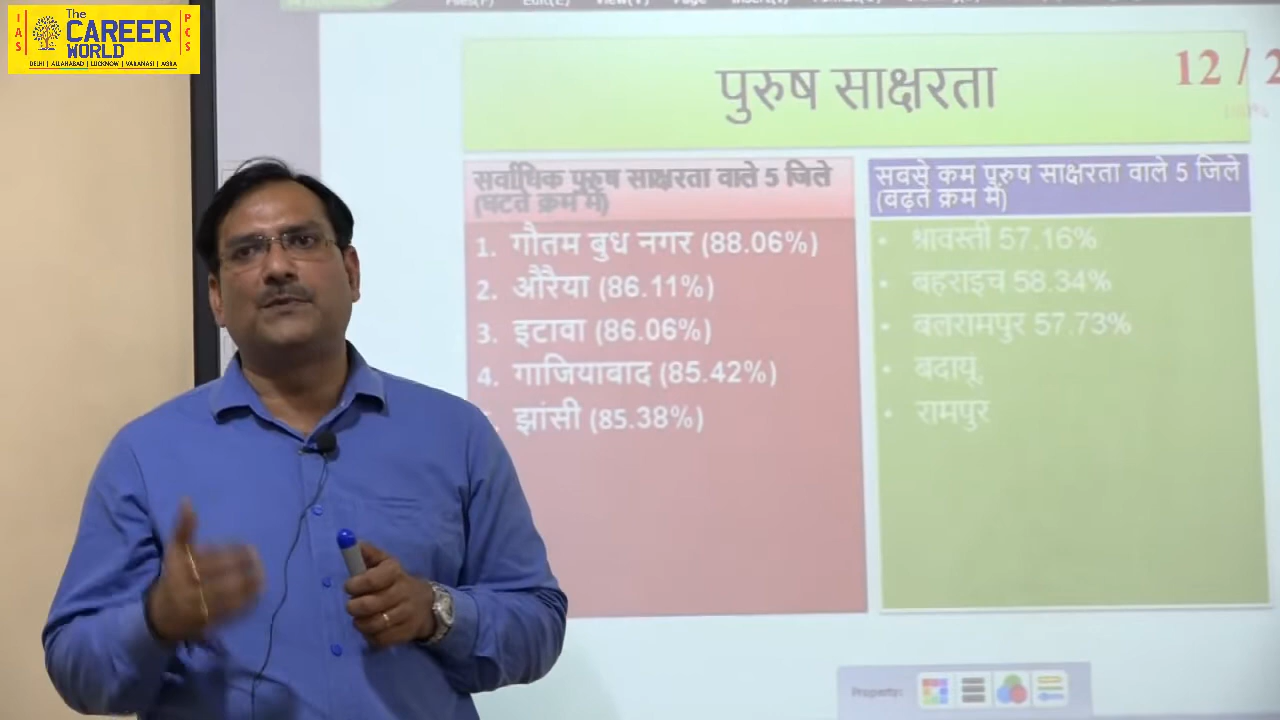 IAS
The
CAREER
WORLD
PCS
DELHI | ALLAHABAD | LUCKNOW | VARANASI | AGRA
पुरुष साक्षरता
12 / 2
सर्वाधिक पुरुष साक्षरता वाले 5 जिले
(घटते क्रम में)
1. गौतम बुध नगर (88.06%)
2. औरैया (86.11%)
3. इटावा (86.06%)
4. गाजियाबाद (85.42%)
झांसी (85.38%)
सबसे कम पुरुष साक्षरता वाले 5 जिले
(बढ़ते क्रम में)
• श्रावस्ती 57.16%
• बहराइच 58.34%
• बलरामपुर 57.73%
• बदायूं
• रामपुर
Property: